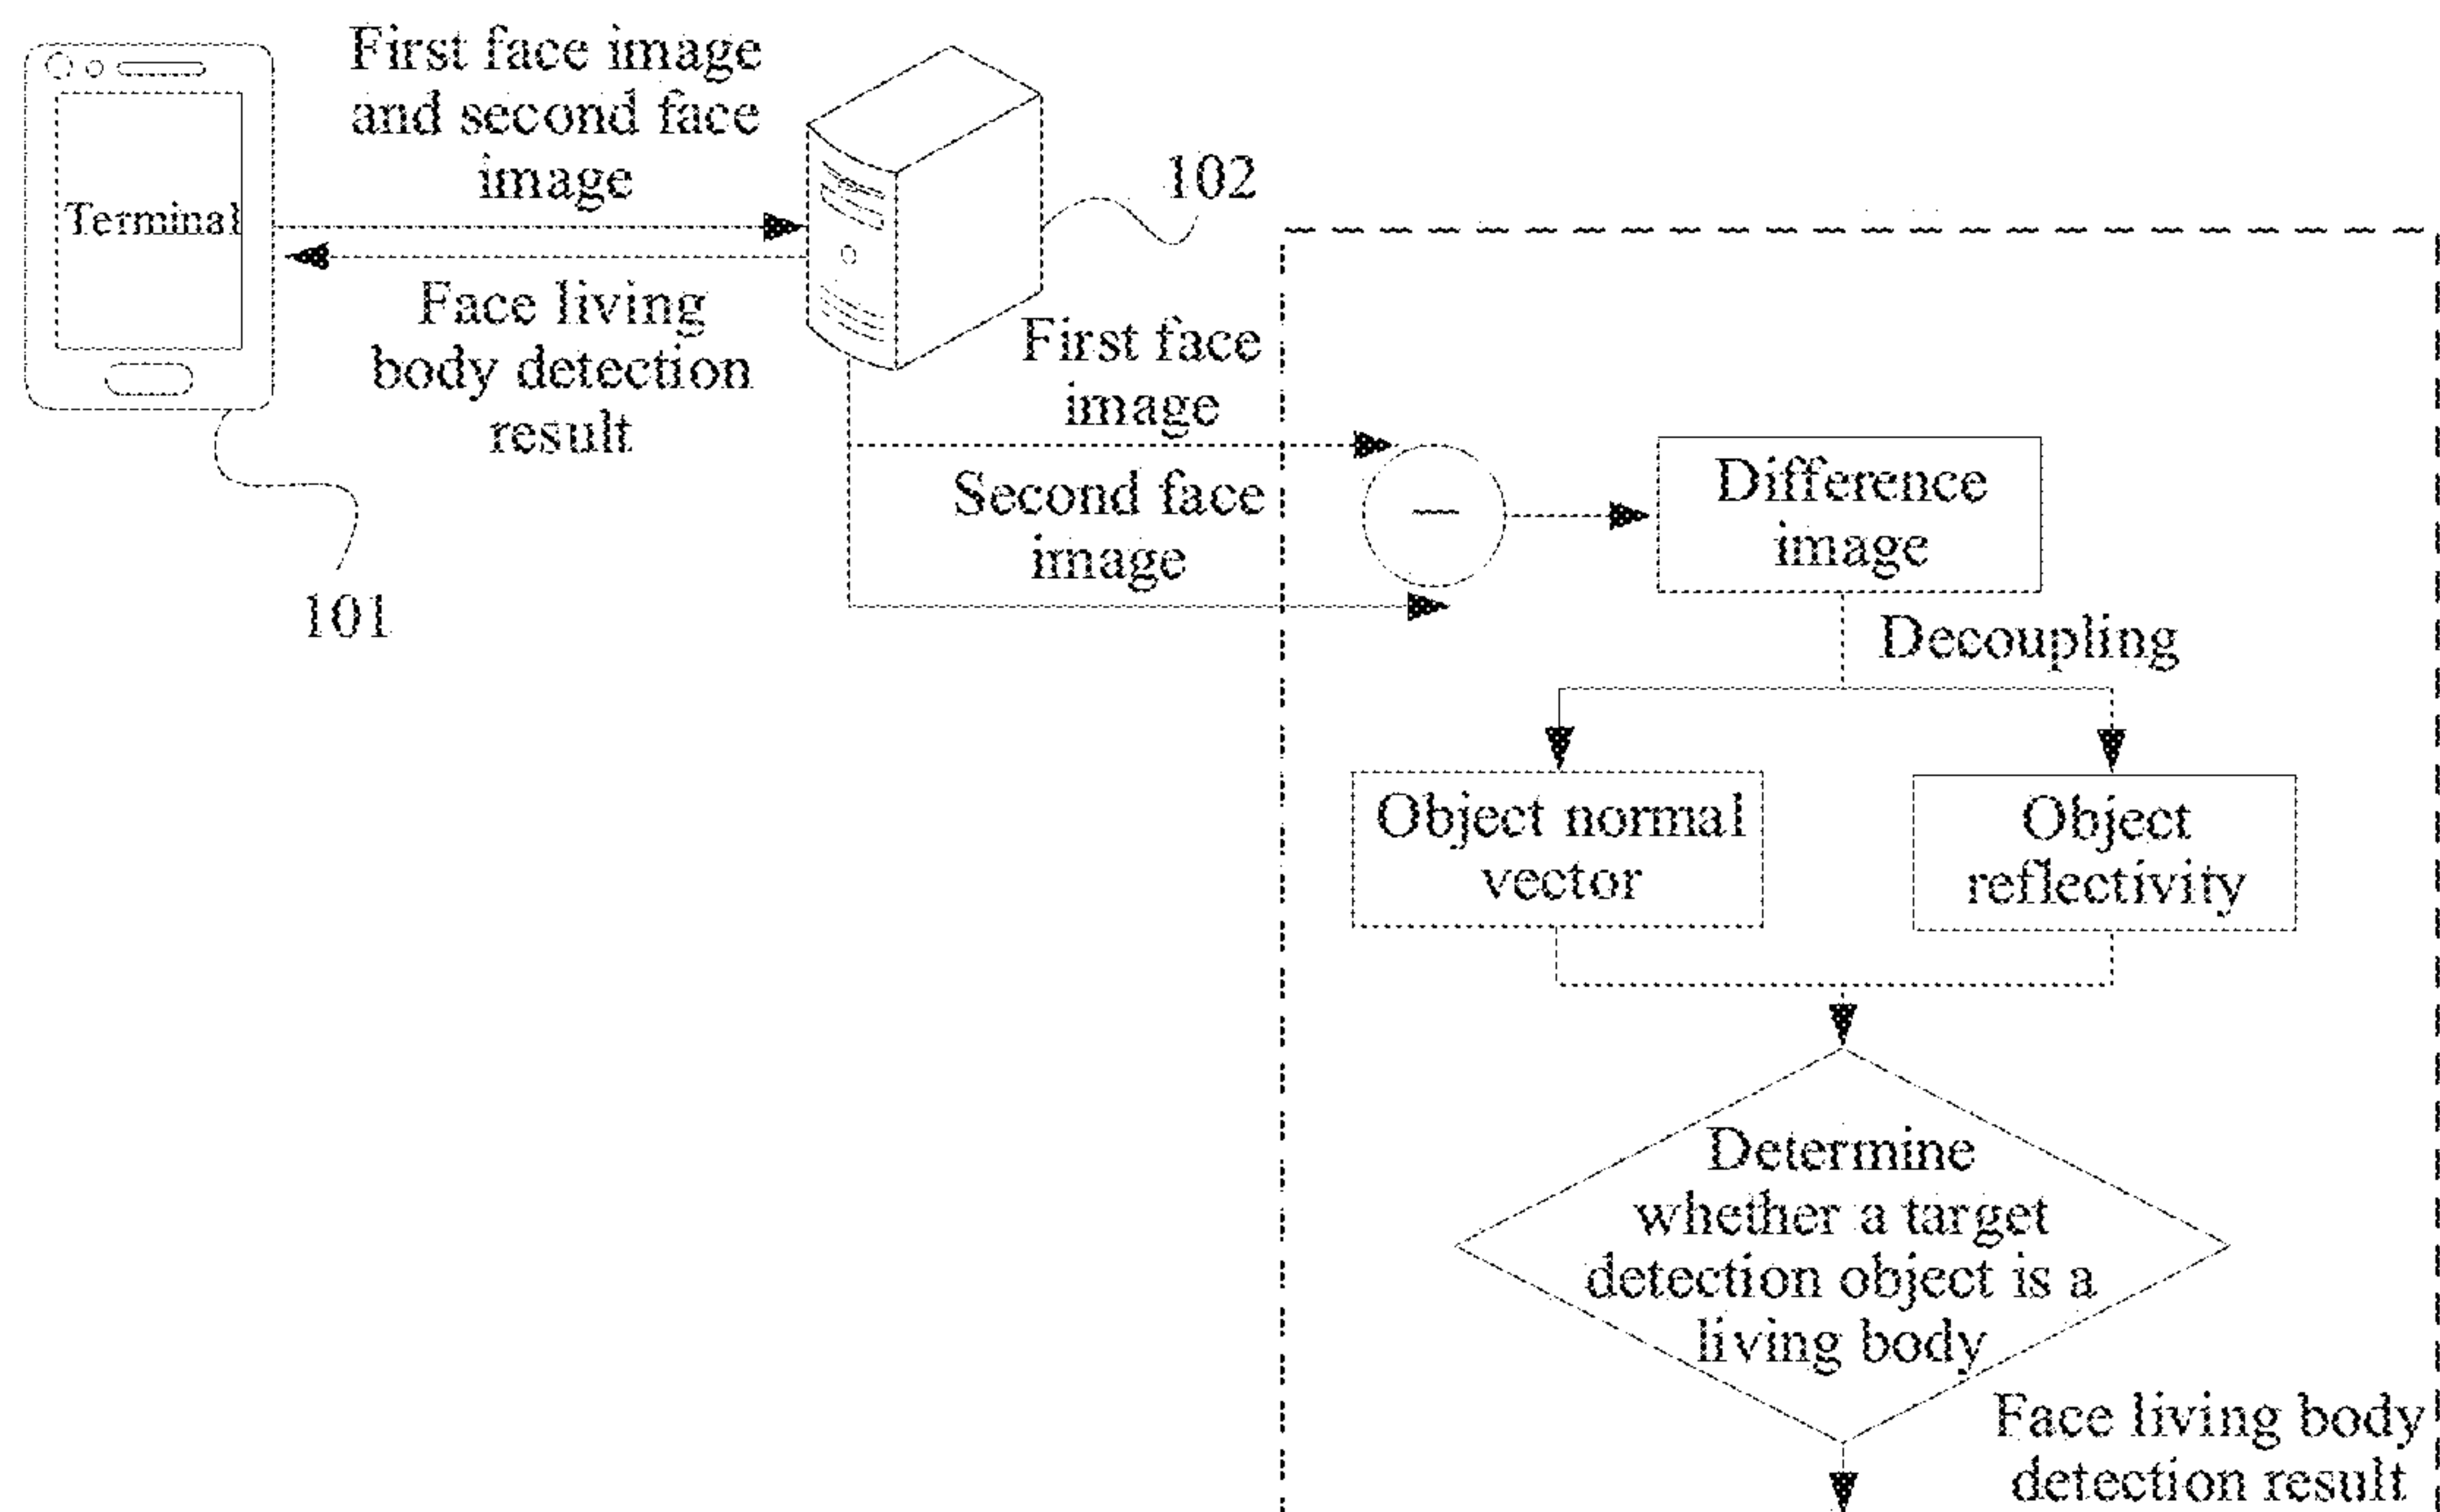 First face image
and second face
image
Terminal
102
Face living
body detection
result
101
First face
image
Second face
image
—
Difference
image
Decoupling
Object normal
vector
Object
reflectivity
Determine
whether a target
detection object is a
living body
Face living body
detection result